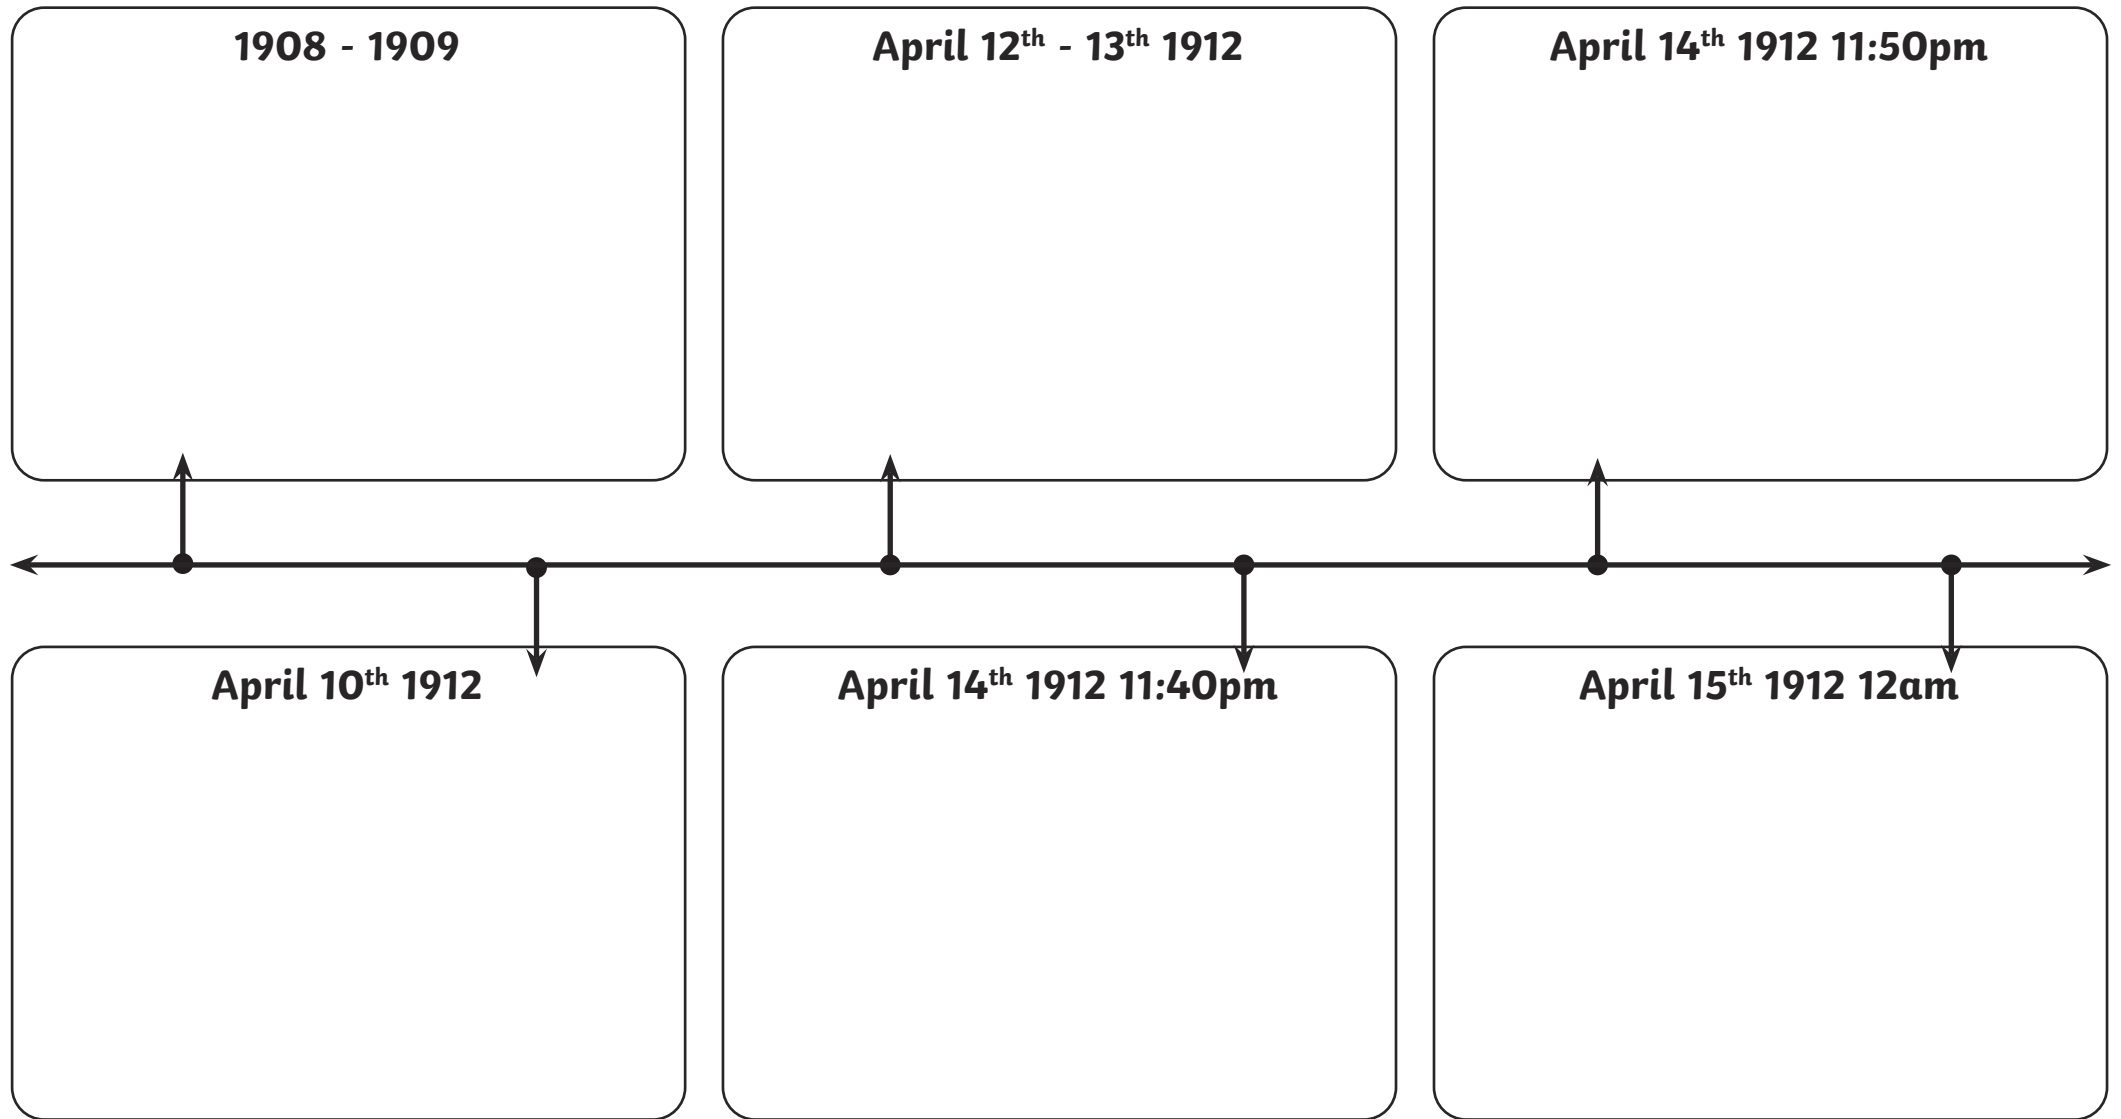 1908 - 1909
April 12th - 13th 1912
April 14th 1912 11:50pm
April 10th 1912
April 14th 1912 11:40pm
April 15th 1912 12am